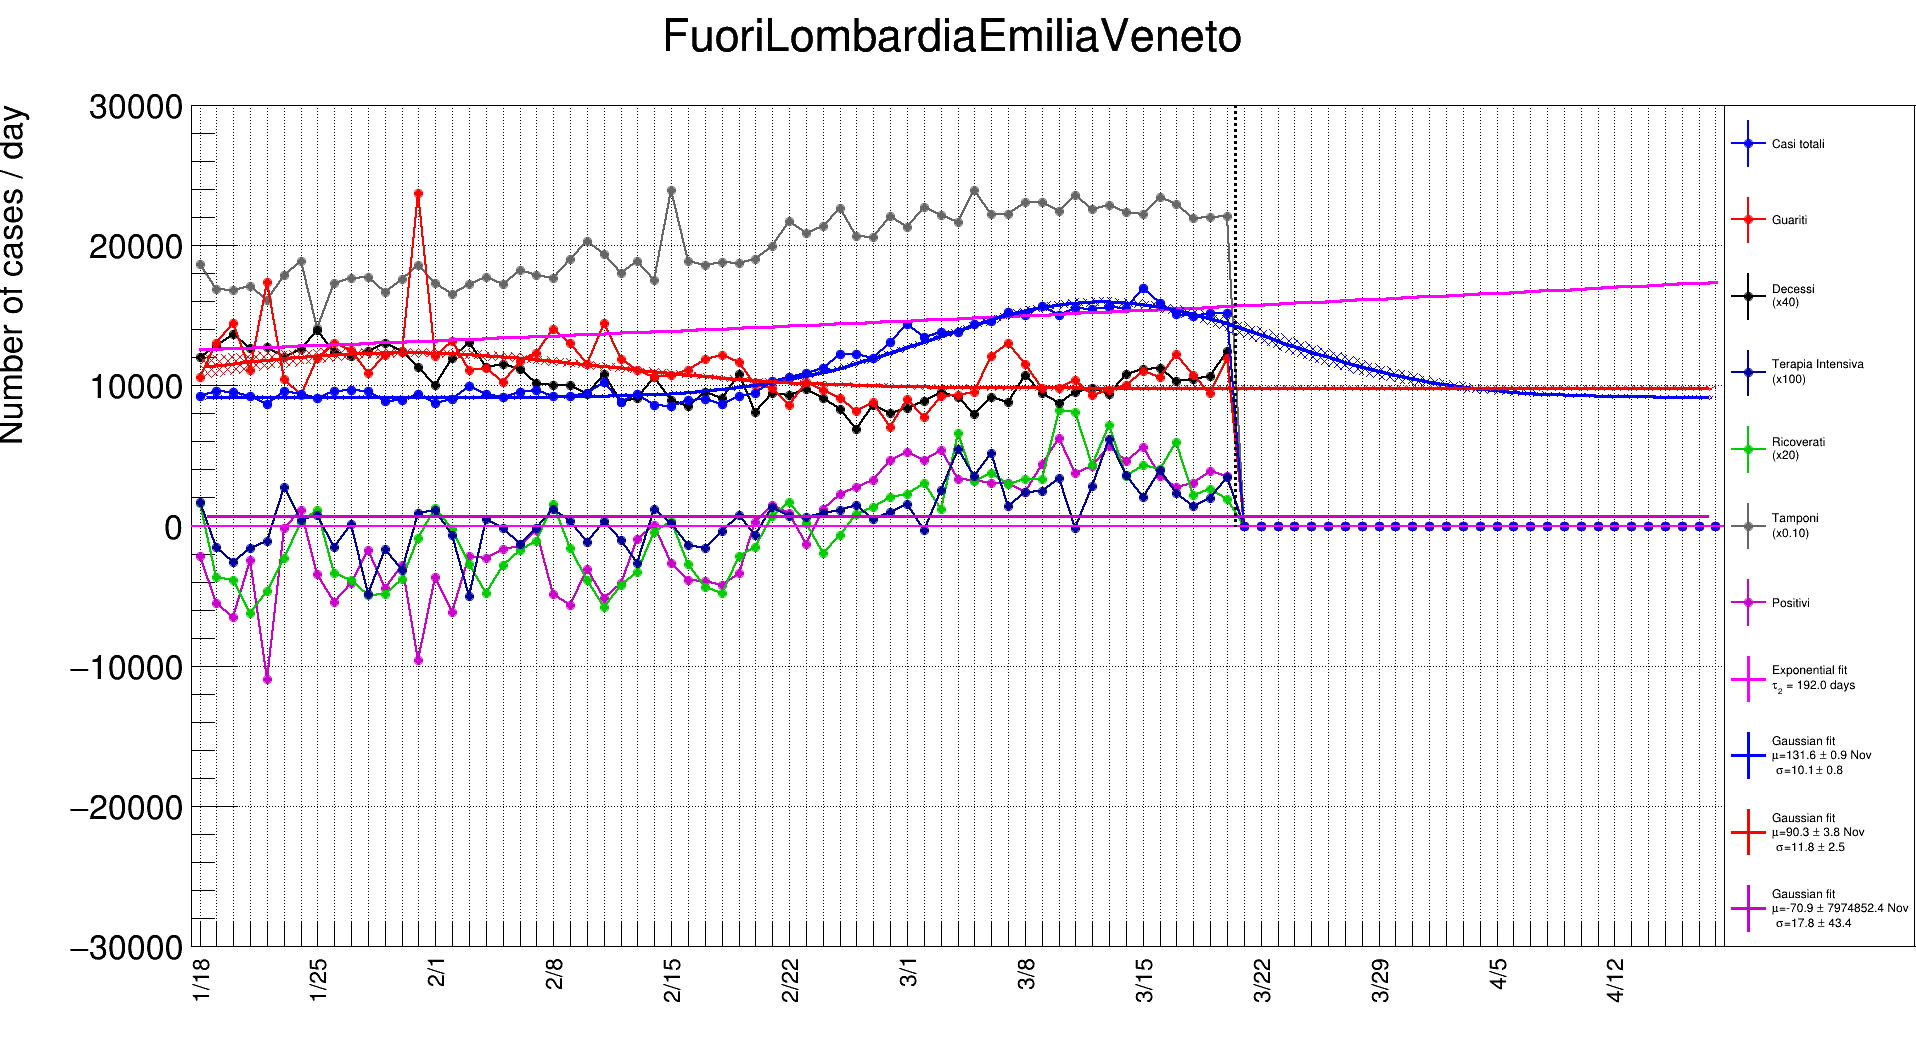 FuoriLombardiaEmiliaVeneto
Number of cases / day
30000
20000
10000
0
−10000
−20000
−30000
1/18
1/25
2/1
2/8
2/15
2/22
3/1
3/8
3/15
3/22
3/29
4/5
4/12
Casi totali
Guariti
Decessi
(x40)
Terapia Intensiva
(x100)
Ricoverati
(x20)
Tamponi
(x0.10)
Positivi
Exponential fit
τ2 = 192.0 days
Gaussian fit
μ=131.6 ± 0.9 Nov
σ=10.1 ± 0.8
Gaussian fit
μ=90.3 ± 3.8 Nov
σ=11.8 ± 2.5
Gaussian fit
μ=-70.9 ± 7974852.4 Nov
σ=17.8 ± 43.4